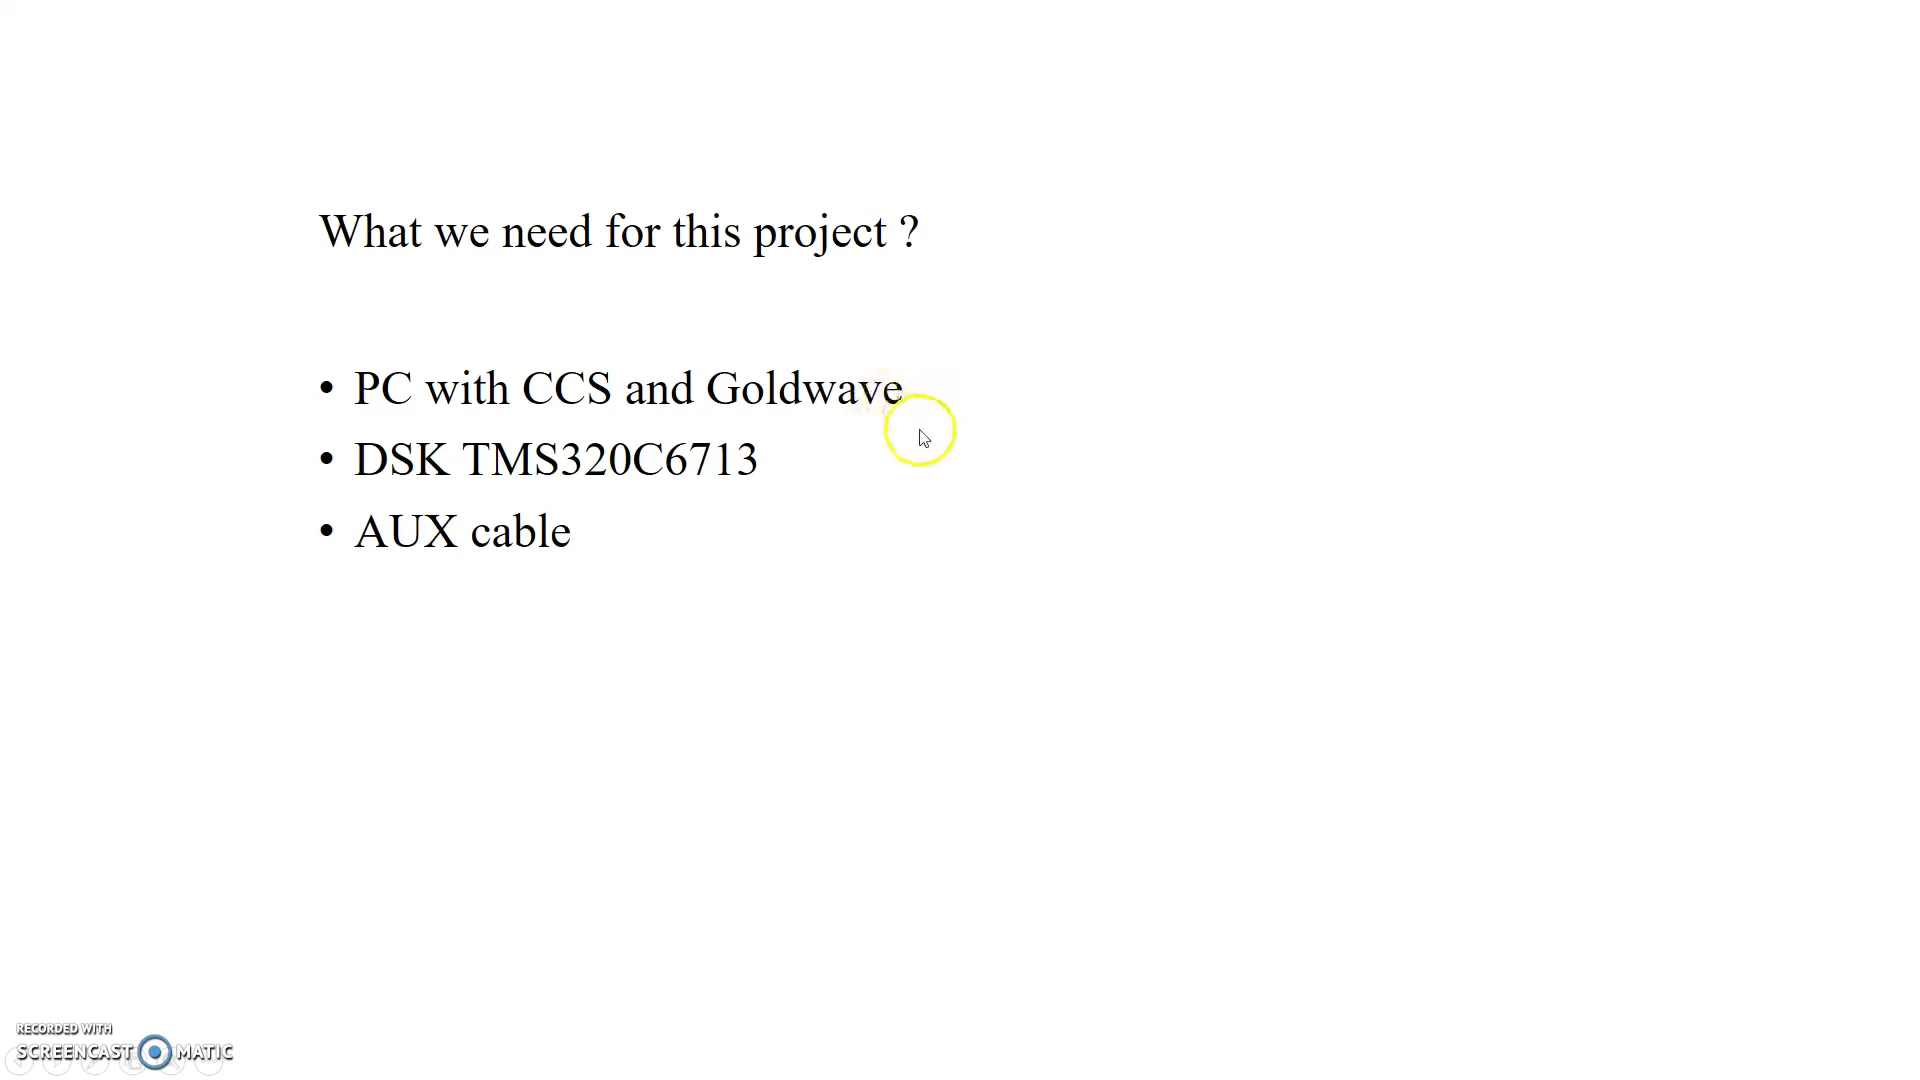 What we need for this project ?
• PC with CCS and Goldwave
• DSK TMS320C6713
• AUX cable
RECORDED WITH
SCREENCAST MATIC